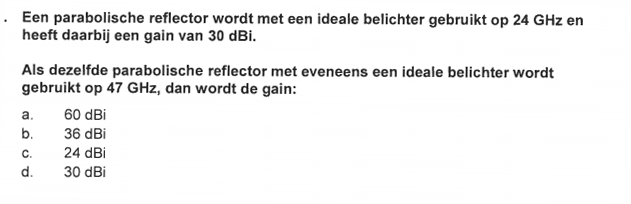 . Een parabolische reflector wordt met een ideale belichter gebruikt op 24 GHz en
heeft daarbij een gain van 30 dBi.
Als dezelfde parabolische reflector met eveneens een ideale belichter wordt
gebruikt op 47 GHz, dan wordt de gain:
a. 60 dBi
b. 36 dBi
c. 24 dBi
d. 30 dBi